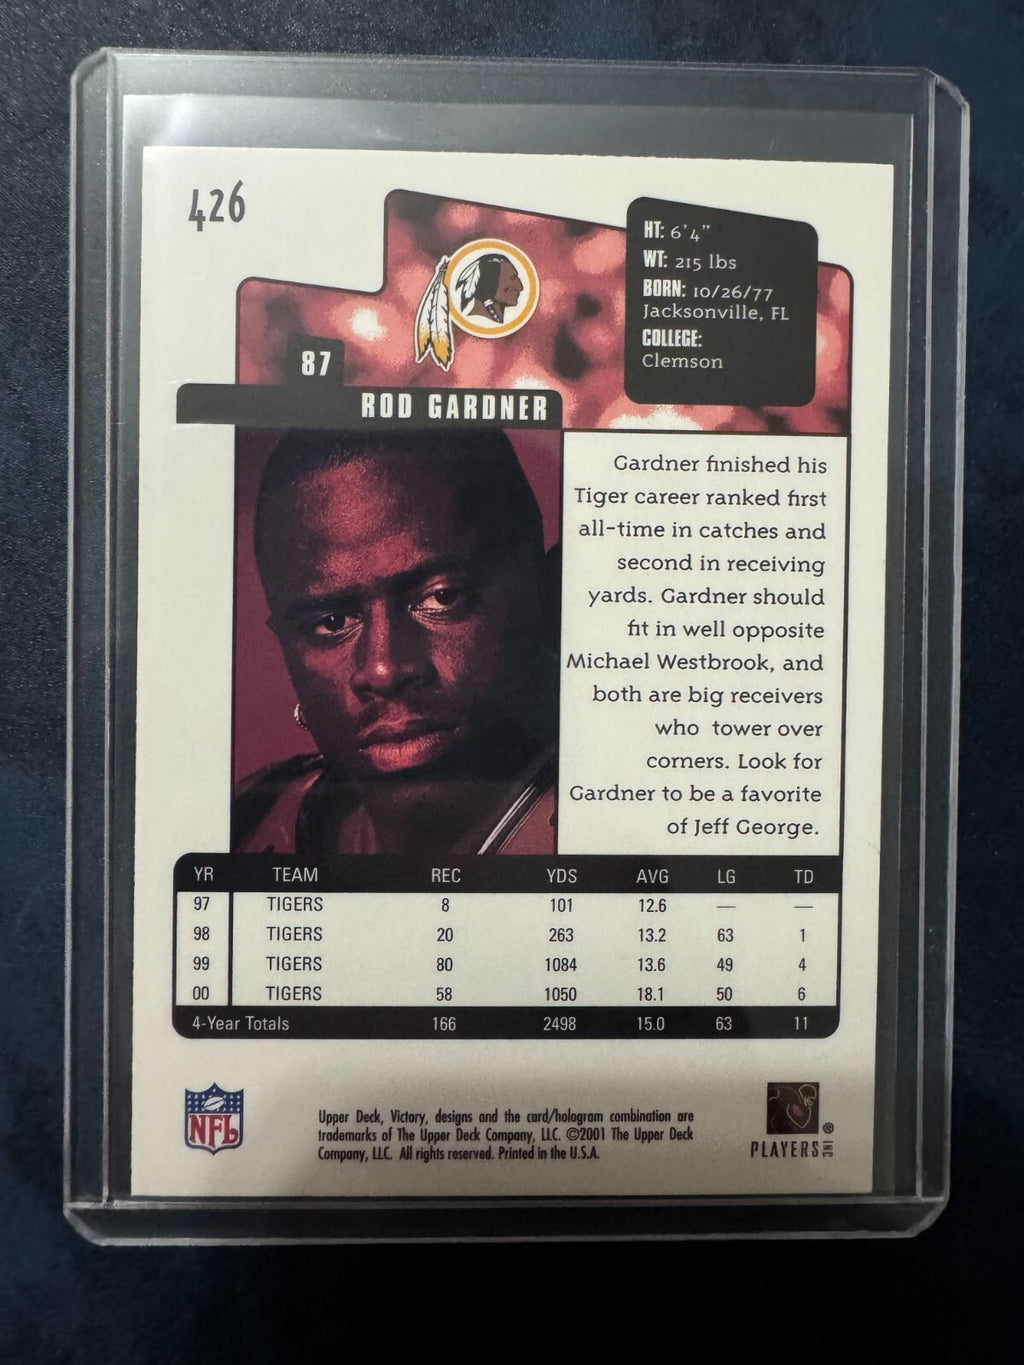 426
HT: 6'4"
WT: 215 lbs
BORN: 10/26/77
Jacksonville, FL
COLLEGE:
Clemson
87
ROD GARDNER
Gardner finished his
Tiger career ranked first
all-time in catches and
second in receiving
yards. Gardner should
fit in well opposite
Michael Westbrook, and
both are big receivers
who tower over
corners. Look for
Gardner to be a favorite
of Jeff George.
YR TEAM REC YDS AVG LG TD
97 TIGERS 8 101 12.6 — —
98 TIGERS 20 263 13.2 63 1
99 TIGERS 80 1084 13.6 49 4
00 TIGERS 58 1050 18.1 50 6
4-Year Totals 166 2498 15.0 63 11
NFL
Upper Deck, Victory, designs and the card/hologram combination are
trademarks of The Upper Deck Company, LLC. ©2001 The Upper Deck
Company, LLC. All rights reserved. Printed in the U.S.A.
PLAYERS INC ®